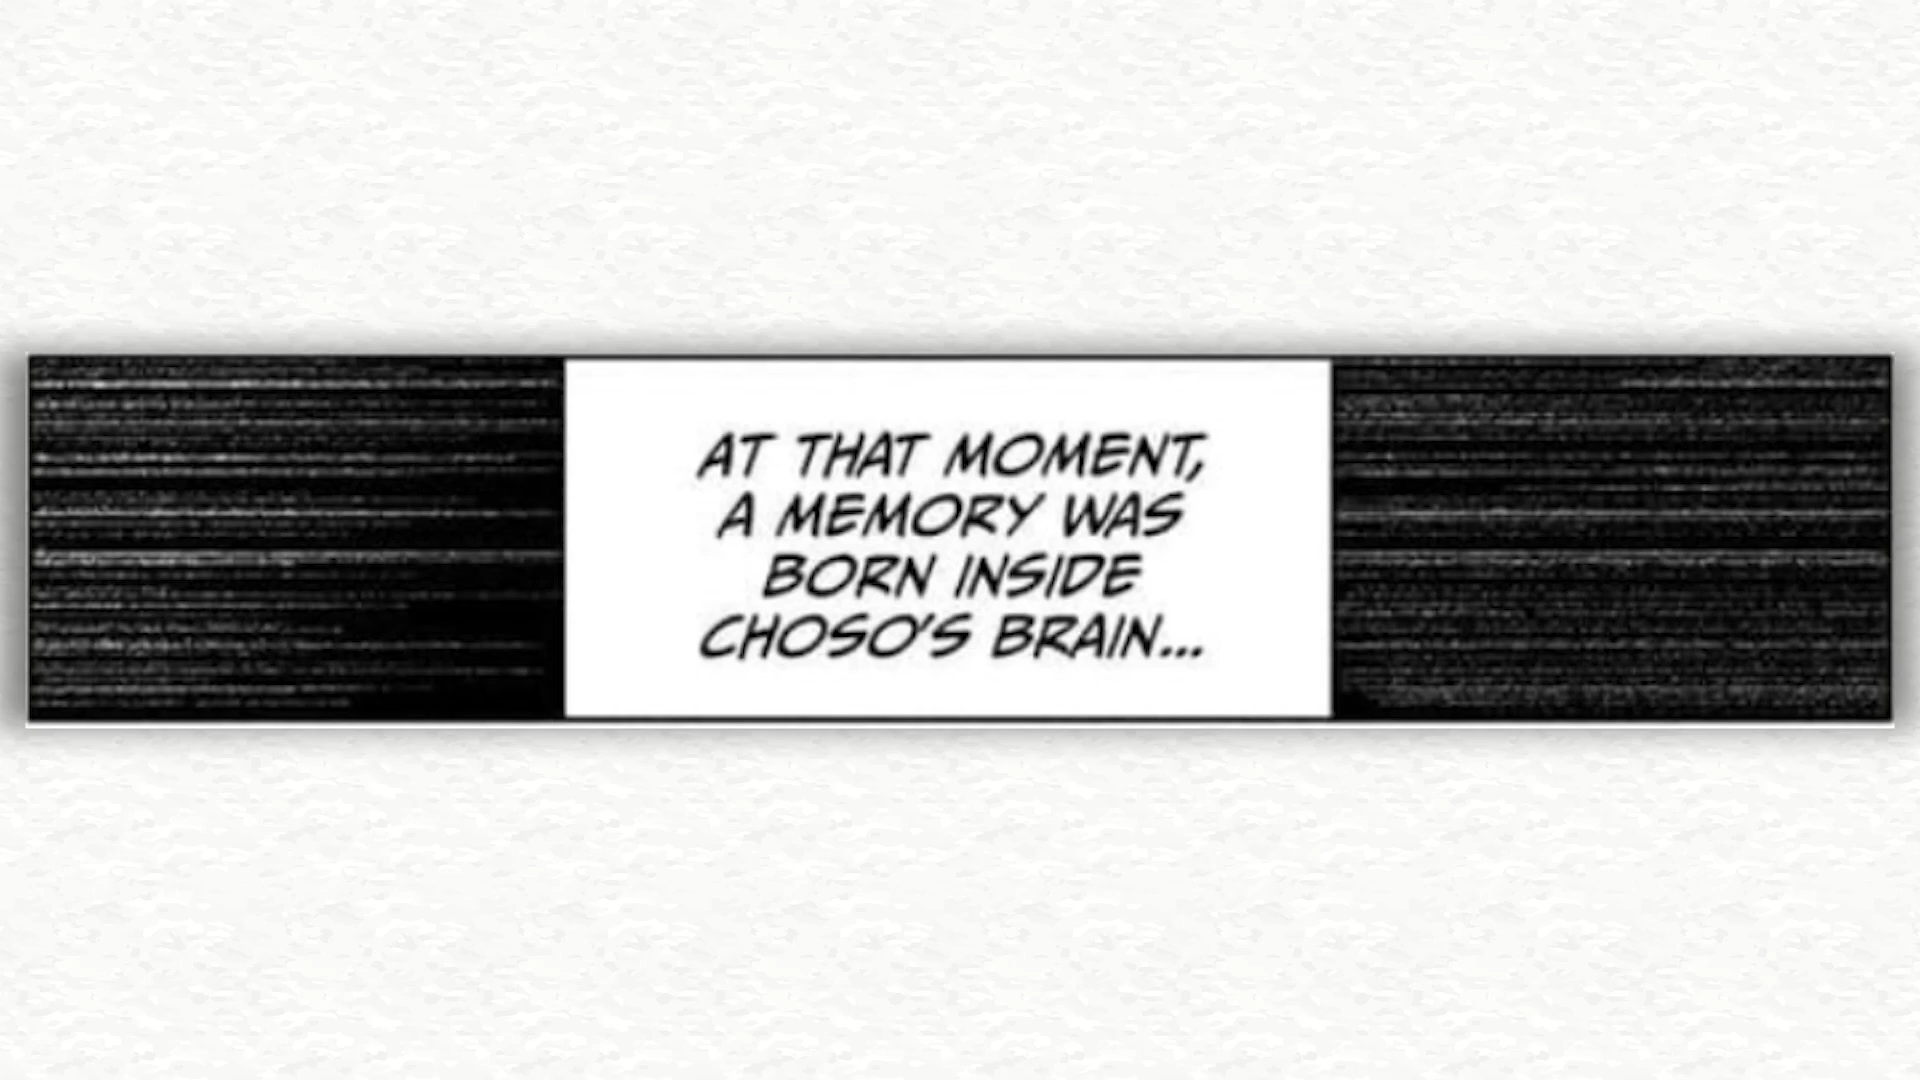 AT THAT MOMENT,
A MEMORY WAS
BORN INSIDE
CHOSO'S BRAIN...